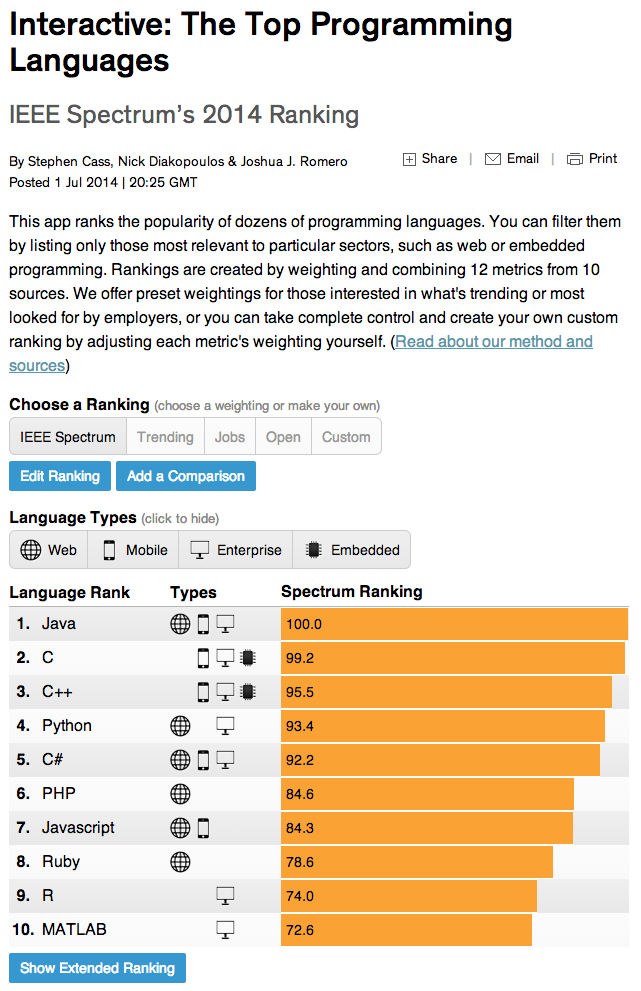 Interactive: The Top Programming
Languages
IEEE Spectrum's 2014 Ranking
By Stephen Cass, Nick Diakopoulos & Joshua J. Romero
Share | Email | Print
Posted 1 Jul 2014 | 20:25 GMT
This app ranks the popularity of dozens of programming languages. You can filter them
by listing only those most relevant to particular sectors, such as web or embedded
programming. Rankings are created by weighting and combining 12 metrics from 10
sources. We offer preset weightings for those interested in what's trending or most
looked for by employers, or you can take complete control and create your own custom
ranking by adjusting each metric's weighting yourself. (Read about our method and
sources)
Choose a Ranking (choose a weighting or make your own)
IEEE Spectrum Trending Jobs Open Custom
Edit Ranking Add a Comparison
Language Types (click to hide)
Web Mobile Enterprise Embedded
Language Rank Types Spectrum Ranking
1. Java 100.0
2. C 99.2
3. C++ 95.5
4. Python 93.4
5. C# 92.2
6. PHP 84.6
7. Javascript 84.3
8. Ruby 78.6
9. R 74.0
10. MATLAB 72.6
Show Extended Ranking